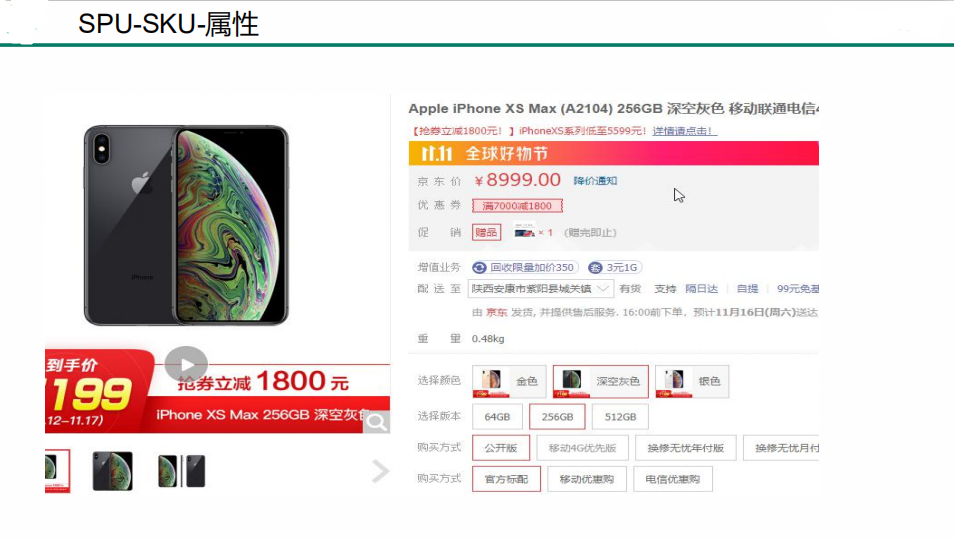 SPU-SKU-属性
Apple iPhone XS Max (A2104) 256GB 深空灰色 移动联通电信4
【抢券立减1800元！】iPhoneXS系列低至5599元！详情请点击！
11.11 全球好物节
京东价 ￥8999.00 降价通知
优惠券 满7000减1800
促销 赠品 × 1 (赠完即止)
增值业务 回收限量加价350 3元1G
配送至 陕西安康市紫阳县城关镇 有货 支持 隔日达 | 自提 | 99元免基
由 京东 发货, 并提供售后服务. 16:00前下单, 预计11月16日(周六)送达
重量 0.48kg
选择颜色 金色 深空灰色 银色
选择版本 64GB 256GB 512GB
购买方式 公开版 移动4G优先版 换修无忧年付版 换修无忧月付
购买方式 官方标配 移动优惠购 电信优惠购
iPhone
到手价
199
.12-11.17)
抢券立减1800元
iPhone XS Max 256GB 深空灰色